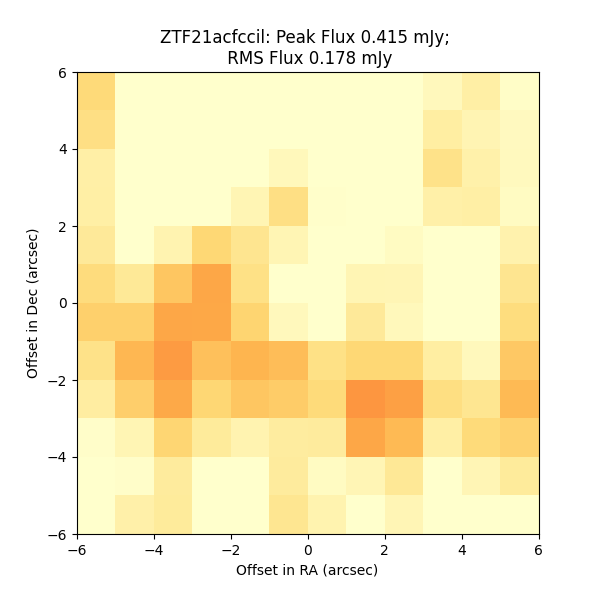 ZTF21acfccil: Peak Flux 0.415 mJy;
RMS Flux 0.178 mJy
6
4
2
0
−2
−4
−6
Offset in Dec (arcsec)
−6 −4 −2 0 2 4 6
Offset in RA (arcsec)